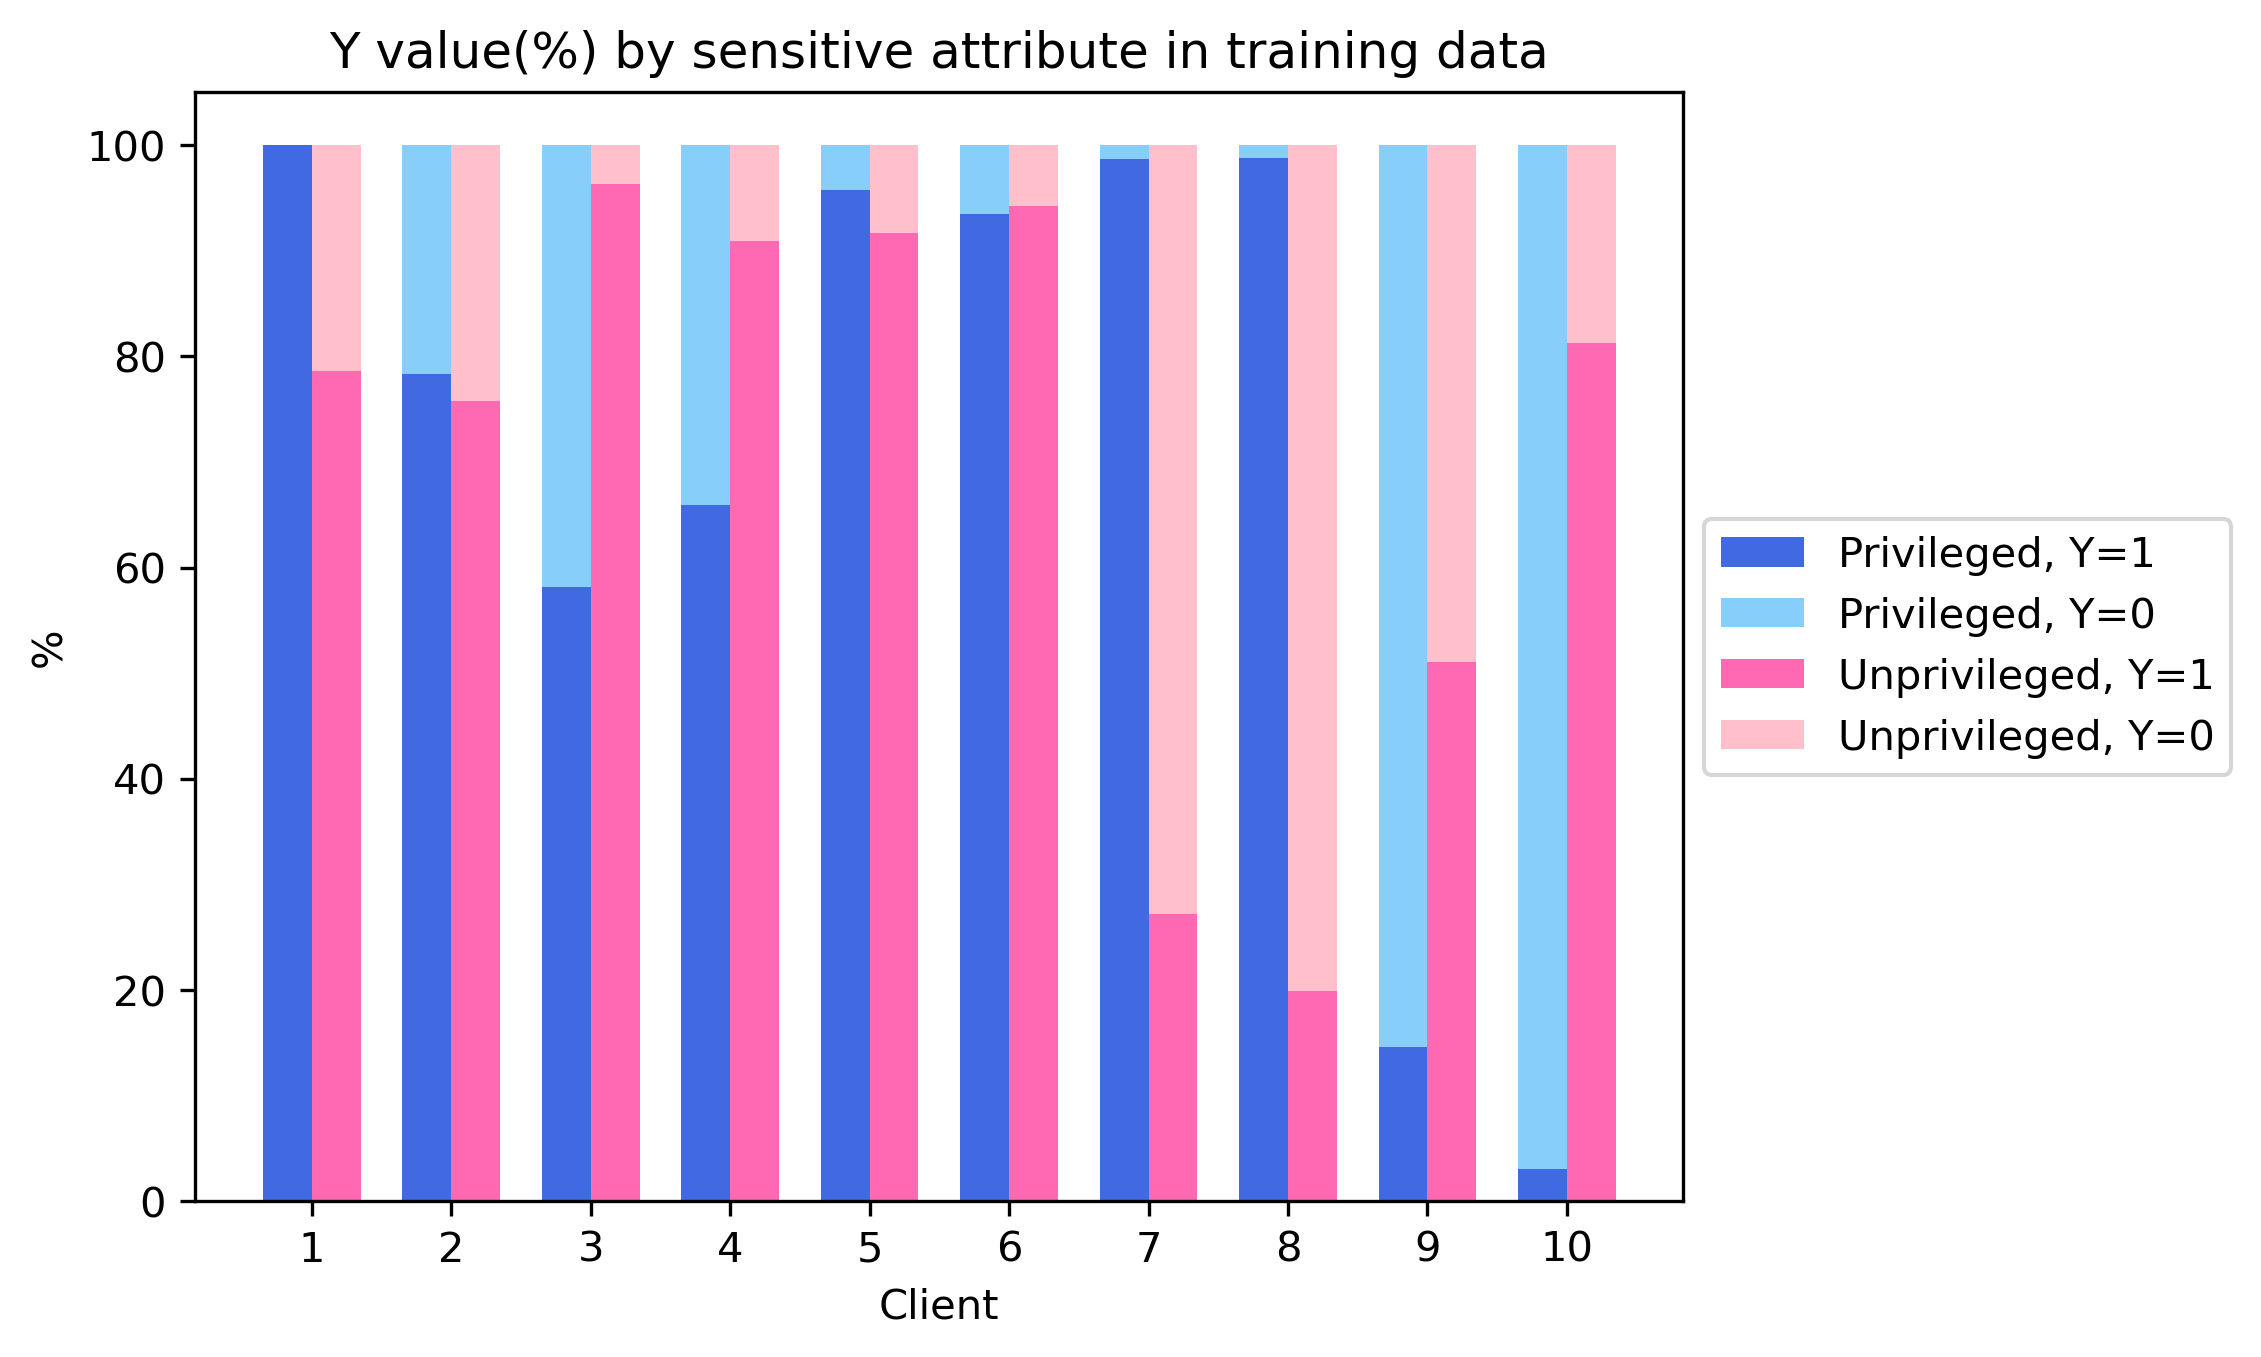 Y value(%) by sensitive attribute in training data
100
80
60
40
20
0
%
1 2 3 4 5 6 7 8 9 10
Client
Privileged, Y=1
Privileged, Y=0
Unprivileged, Y=1
Unprivileged, Y=0